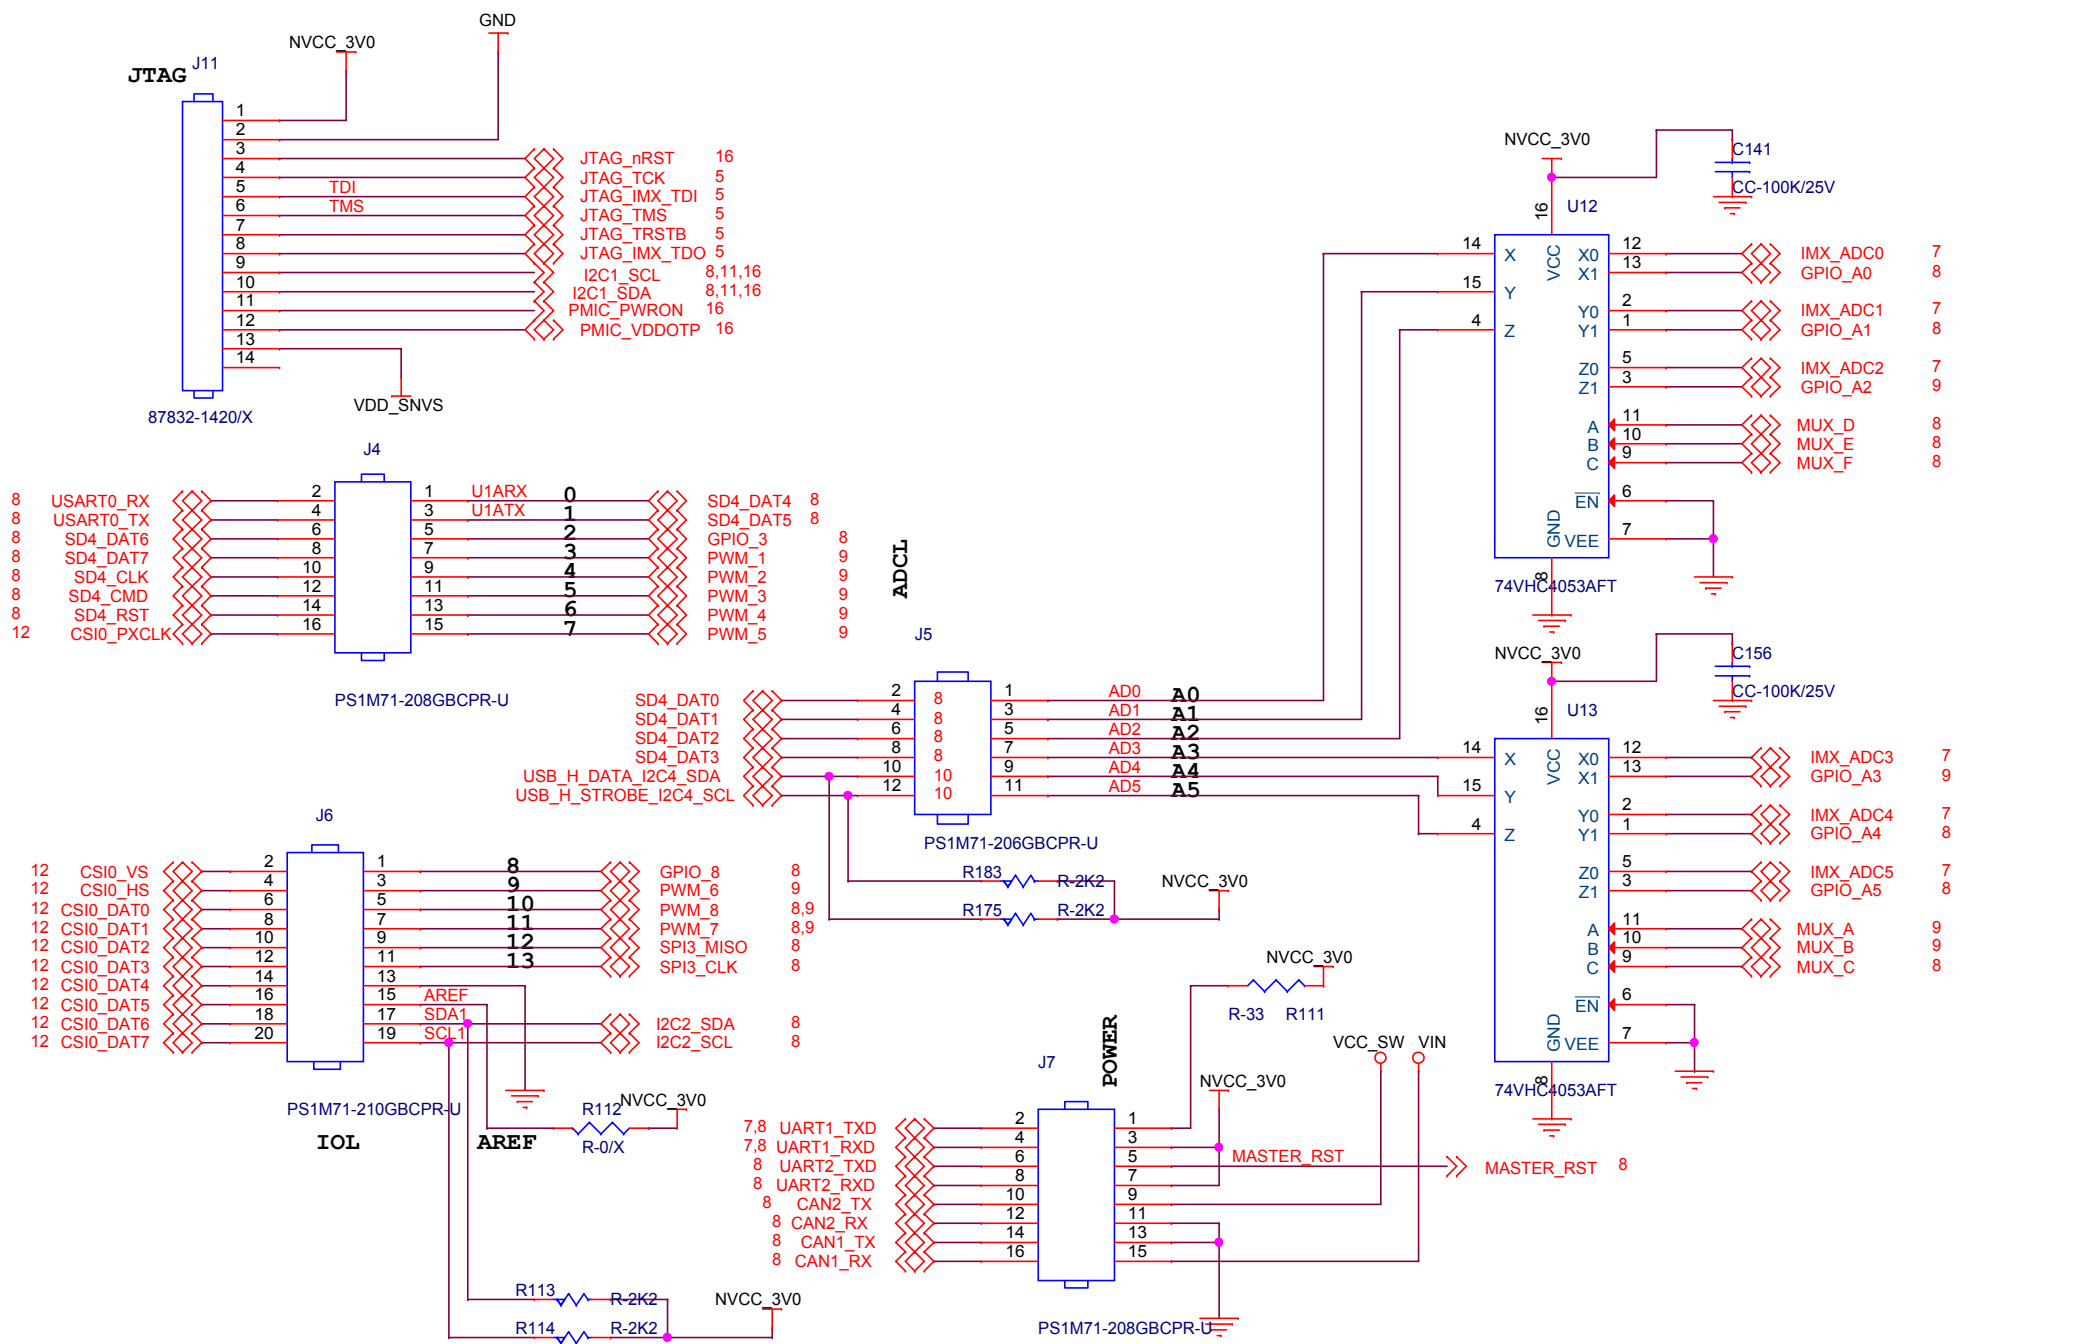 JTAG J11
NVCC_3V0
GND
1
2
3 JTAG_nRST 16
4 JTAG_TCK 5
5 TDI JTAG_IMX_TDI 5
6 TMS JTAG_TMS 5
7 JTAG_TRSTB 5
8 JTAG_IMX_TDO 5
9 I2C1_SCL 8,11,16
10 I2C1_SDA 8,11,16
11 PMIC_PWRON 16
12 PMIC_VDDOTP 16
13
14
VDD_SNVS
87832-1420/X
J4
8 USART0_RX 2 1 U1ARX 0 SD4_DAT4 8
8 USART0_TX 4 3 U1ATX 1 SD4_DAT5 8
8 SD4_DAT6 6 5 2 GPIO_3 8
8 SD4_DAT7 8 7 3 PWM_1 9
8 SD4_CLK 10 9 4 PWM_2 9
8 SD4_CMD 12 11 5 PWM_3 9
8 SD4_RST 14 13 6 PWM_4 9
12 CSI0_PXCLK 16 15 7 PWM_5 9
PS1M71-208GBCPR-U
ADCL
J5
SD4_DAT0 2 8 1 AD0 A0
SD4_DAT1 4 8 3 AD1 A1
SD4_DAT2 6 8 5 AD2 A2
SD4_DAT3 8 8 7 AD3 A3
USB_H_DATA_I2C4_SDA 10 10 9 AD4 A4
USB_H_STROBE_I2C4_SCL 12 10 11 AD5 A5
PS1M71-206GBCPR-U
R183 R-2K2 NVCC_3V0
R175 R-2K2
J6
12 CSI0_VS 2 1 8 GPIO_8 8
12 CSI0_HS 4 3 9 PWM_6 9
12 CSI0_DAT0 6 5 10 PWM_8 8,9
12 CSI0_DAT1 8 7 11 PWM_7 8,9
12 CSI0_DAT2 10 9 12 SPI3_MISO 8
12 CSI0_DAT3 12 11 13 SPI3_CLK 8
12 CSI0_DAT4 14 13
12 CSI0_DAT5 16 15 AREF
12 CSI0_DAT6 18 17 SDA1 I2C2_SDA 8
12 CSI0_DAT7 20 19 SCL1 I2C2_SCL 8
PS1M71-210GBCPR-U
IOL
AREF
R112 NVCC_3V0
R-0/X
R113 R-2K2 NVCC_3V0
R114 R-2K2
NVCC_3V0
R-33 R111
POWER
J7
VCC_SW VIN
NVCC_3V0
7,8 UART1_TXD 2 1
7,8 UART1_RXD 4 3
8 UART2_TXD 6 5 MASTER_RST MASTER_RST 8
8 UART2_RXD 8 7
8 CAN2_TX 10 9
8 CAN2_RX 12 11
8 CAN1_TX 14 13
8 CAN1_RX 16 15
PS1M71-208GBCPR-U
NVCC_3V0
C141
CC-100K/25V
16 U12
14 X VCC X0 12 IMX_ADC0 7
X1 13 GPIO_A0 8
15 Y Y0 2 IMX_ADC1 7
4 Z Y1 1 GPIO_A1 8
Z0 5 IMX_ADC2 7
Z1 3 GPIO_A2 9
A 11 MUX_D 8
B 10 MUX_E 8
C 9 MUX_F 8
EN 6
GND VEE 7
8
74VHC4053AFT
NVCC_3V0
C156
CC-100K/25V
16 U13
14 X VCC X0 12 IMX_ADC3 7
X1 13 GPIO_A3 9
15 Y Y0 2 IMX_ADC4 7
4 Z Y1 1 GPIO_A4 8
Z0 5 IMX_ADC5 7
Z1 3 GPIO_A5 8
A 11 MUX_A 9
B 10 MUX_B 9
C 9 MUX_C 8
EN 6
GND VEE 7
8
74VHC4053AFT